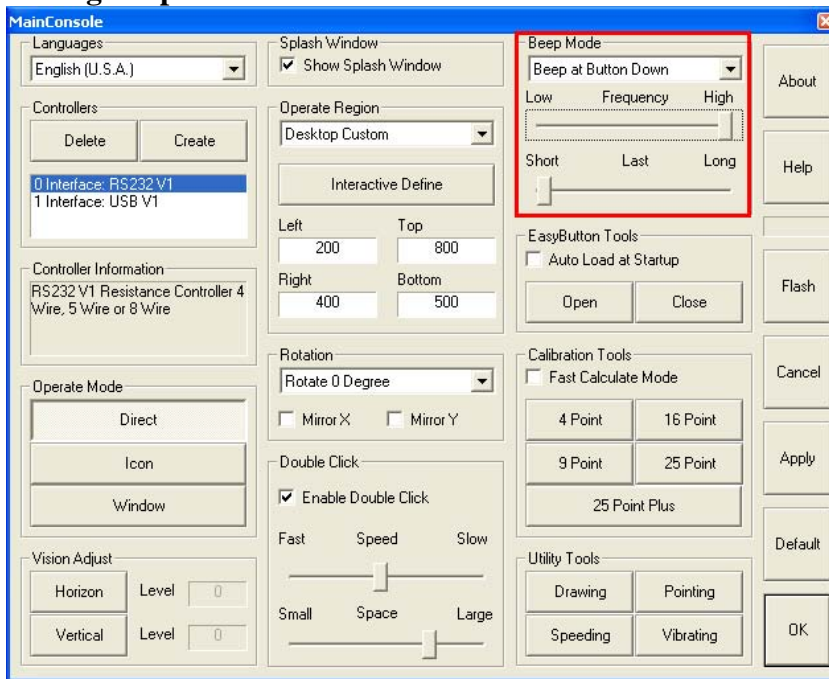 MainConsole
Languages
English (U.S.A.)
Controllers
Delete
Create
0 Interface: RS232 V1
1 Interface: USB V1
Controller Information
RS232 V1 Resistance Controller 4
Wire, 5 Wire or 8 Wire
Operate Mode
Direct
Icon
Window
Vision Adjust
Horizon
Level
0
Vertical
Level
0
Splash Window
Show Splash Window
Operate Region
Desktop Custom
Interactive Define
Left Top
200 800
Right Bottom
400 500
Rotation
Rotate 0 Degree
Mirror X
Mirror Y
Double Click
Enable Double Click
Fast Speed Slow
Small Space Large
Beep Mode
Beep at Button Down
Low Frequency High
Short Last Long
EasyButton Tools
Auto Load at Startup
Open
Close
Calibration Tools
Fast Calculate Mode
4 Point
16 Point
9 Point
25 Point
25 Point Plus
Utility Tools
Drawing
Pointing
Speeding
Vibrating
About
Help
Flash
Cancel
Apply
Default
OK